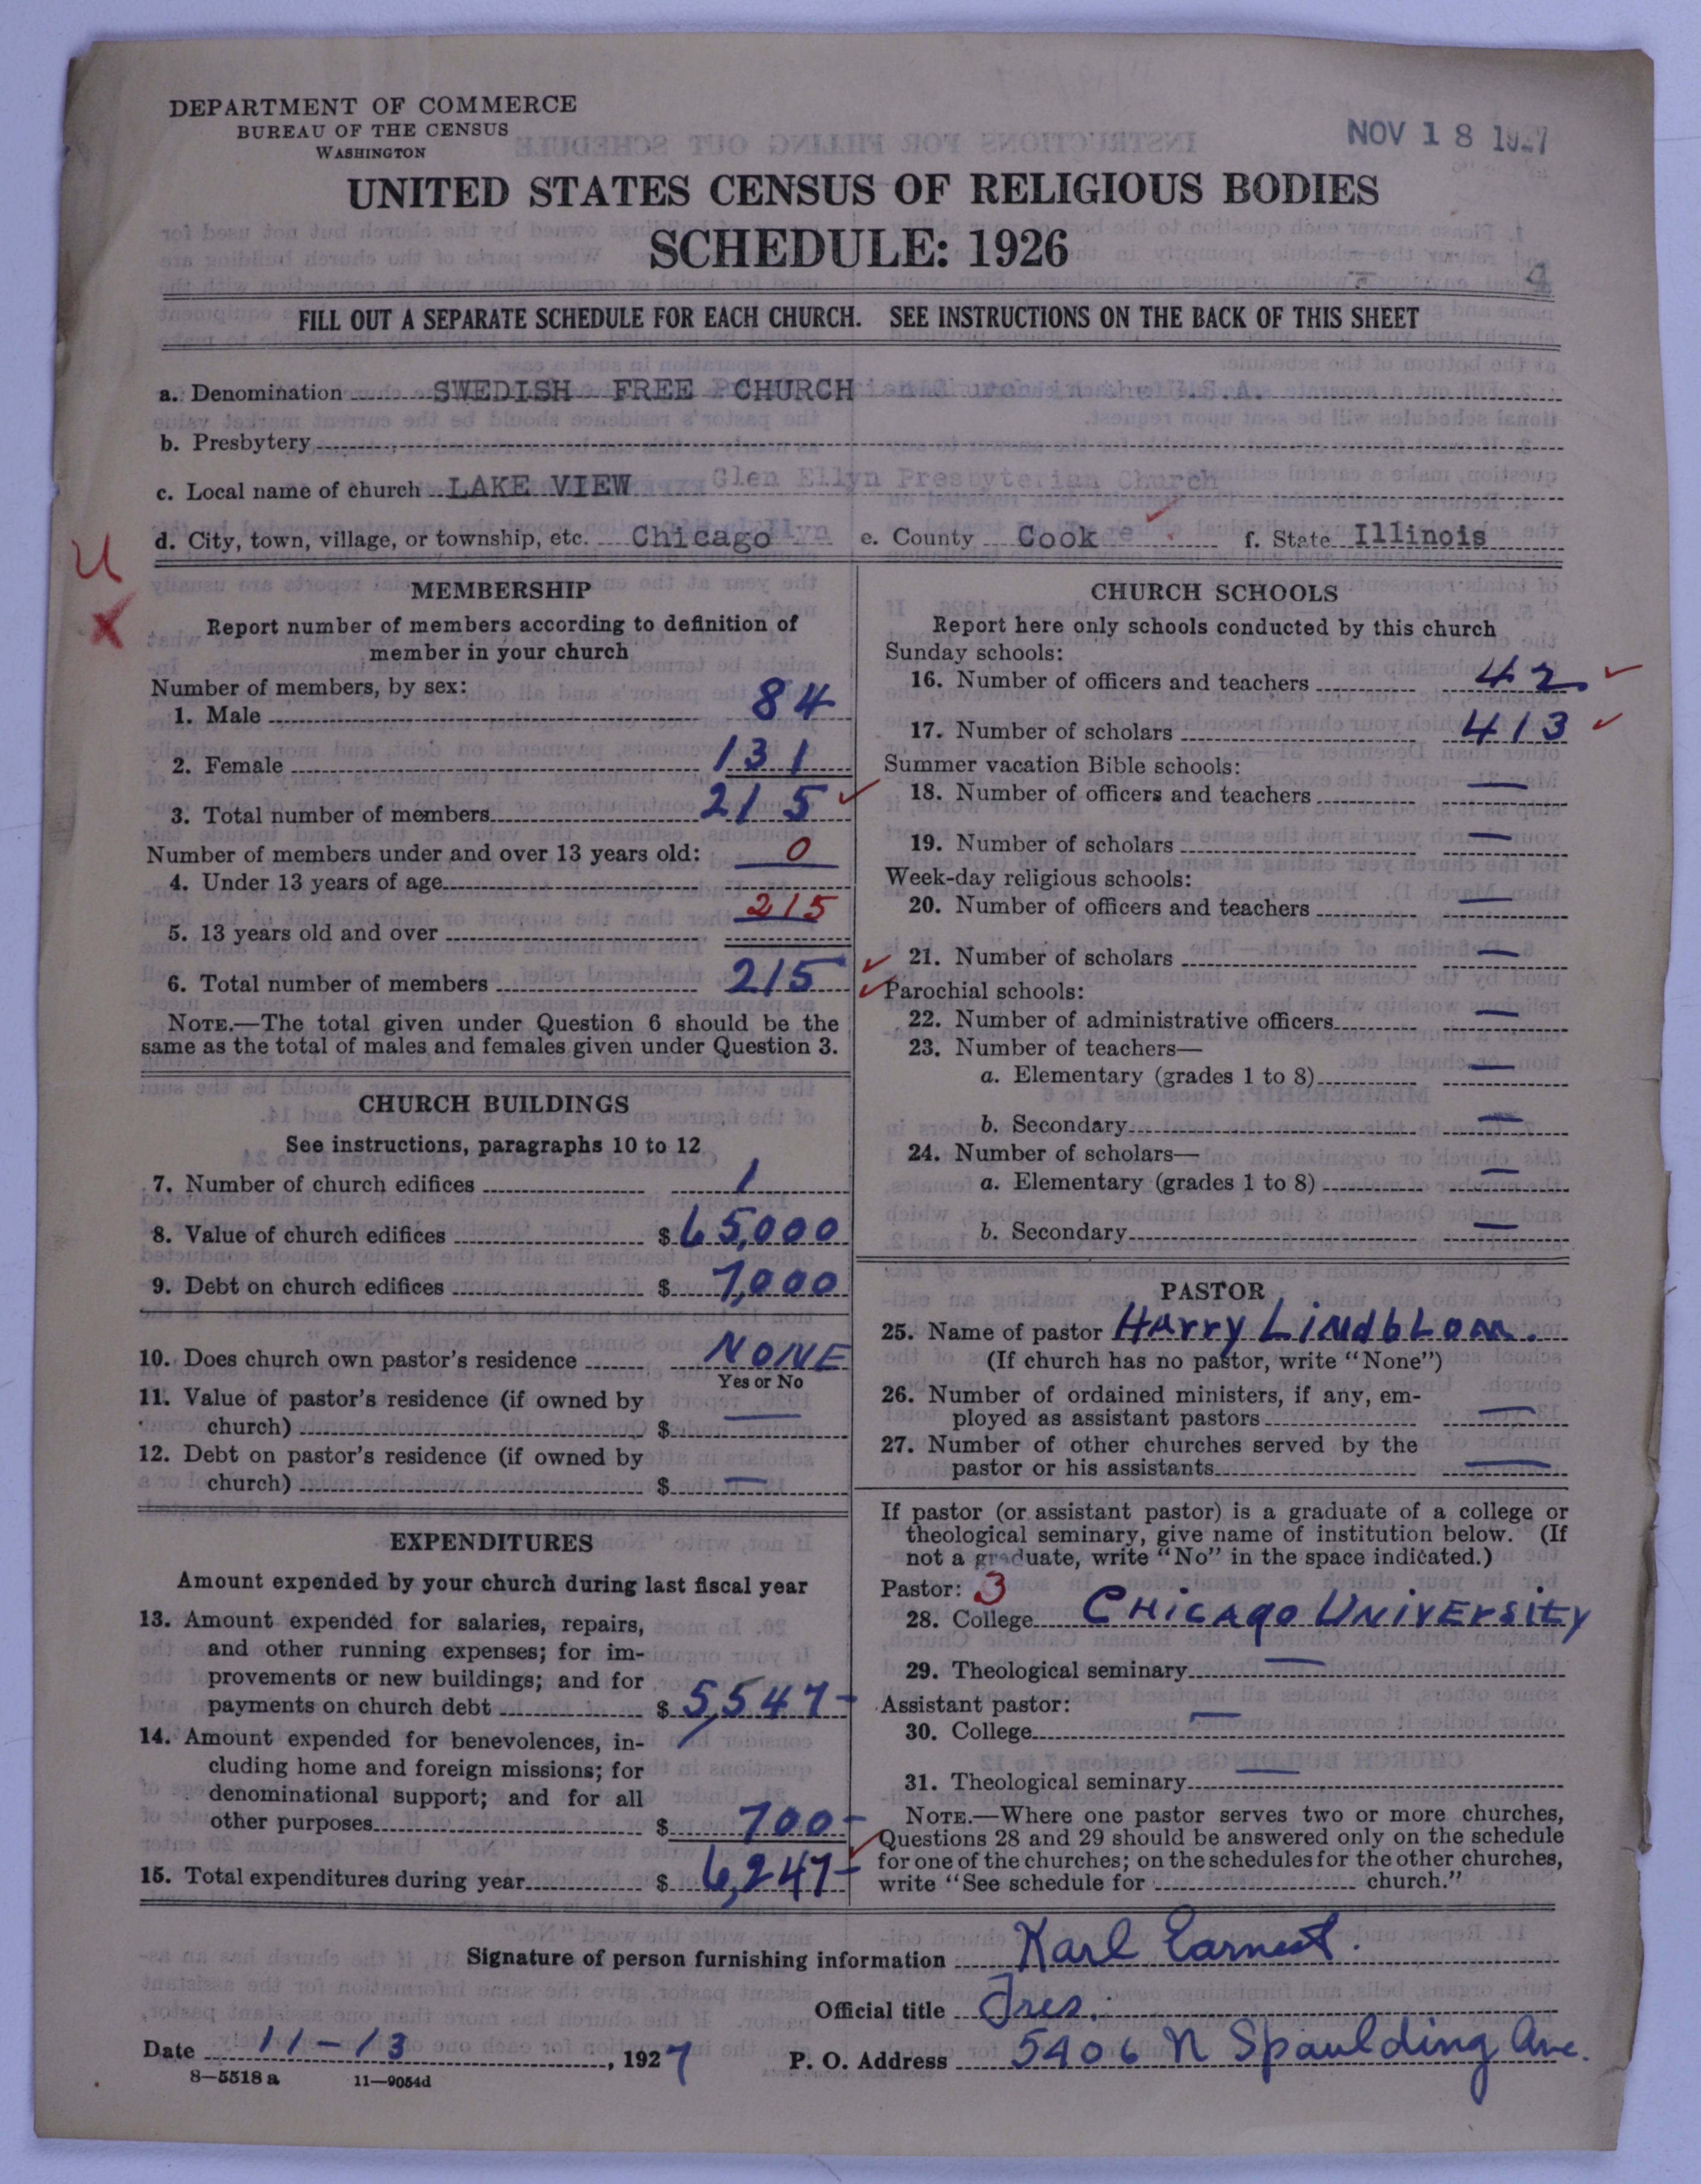 DEPARTMENT OF COMMERCE
BUREAU OF THE CENSUS
WASHINGTON
NOV 18 1927
UNITED STATES CENSUS OF RELIGIOUS BODIES
SCHEDULE: 1926
4
FILL OUT A SEPARATE SCHEDULE FOR EACH CHURCH. SEE INSTRUCTIONS ON THE BACK OF THIS SHEET
a. Denomination SWEDISH FREE CHURCH
b. Presbytery
c. Local name of church LAKE VIEW Glen Ellyn Presbyterian Church
d. City, town, village, or township, etc. Chicago e. County Cook f. State Illinois
U
X
MEMBERSHIP
Report number of members according to definition of
member in your church
Number of members, by sex:
1. Male 84
2. Female 131
3. Total number of members 215
Number of members under and over 13 years old:
4. Under 13 years of age 0
5. 13 years old and over 215
6. Total number of members 215
NOTE.—The total given under Question 6 should be the
same as the total of males and females given under Question 3.
CHURCH BUILDINGS
See instructions, paragraphs 10 to 12
7. Number of church edifices 1
8. Value of church edifices $ 65,000
9. Debt on church edifices $ 7,000
10. Does church own pastor's residence NONE
Yes or No
11. Value of pastor's residence (if owned by
church) $ —
12. Debt on pastor's residence (if owned by
church) $ —
EXPENDITURES
Amount expended by your church during last fiscal year
13. Amount expended for salaries, repairs,
and other running expenses; for im-
provements or new buildings; and for
payments on church debt $ 5,547-
14. Amount expended for benevolences, in-
cluding home and foreign missions; for
denominational support; and for all
other purposes $ 700-
15. Total expenditures during year $ 6,247-
CHURCH SCHOOLS
Report here only schools conducted by this church
Sunday schools:
16. Number of officers and teachers 42
17. Number of scholars 413
Summer vacation Bible schools:
18. Number of officers and teachers —
19. Number of scholars —
Week-day religious schools:
20. Number of officers and teachers —
21. Number of scholars —
Parochial schools:
22. Number of administrative officers —
23. Number of teachers—
a. Elementary (grades 1 to 8) —
b. Secondary —
24. Number of scholars—
a. Elementary (grades 1 to 8) —
b. Secondary —
PASTOR
25. Name of pastor Harry Lindblom.
(If church has no pastor, write "None")
26. Number of ordained ministers, if any, em-
ployed as assistant pastors —
27. Number of other churches served by the
pastor or his assistants —
If pastor (or assistant pastor) is a graduate of a college or
theological seminary, give name of institution below. (If
not a graduate, write "No" in the space indicated.)
Pastor: 3
28. College Chicago University
29. Theological seminary —
Assistant pastor:
30. College —
31. Theological seminary —
NOTE.—Where one pastor serves two or more churches,
Questions 28 and 29 should be answered only on the schedule
for one of the churches; on the schedules for the other churches,
write "See schedule for church."
Signature of person furnishing information Karl Earnest.
Official title Pres.
Date 11-13, 1927 P. O. Address 5406 N Spaulding Ave.
8—5518 a 11—9054d